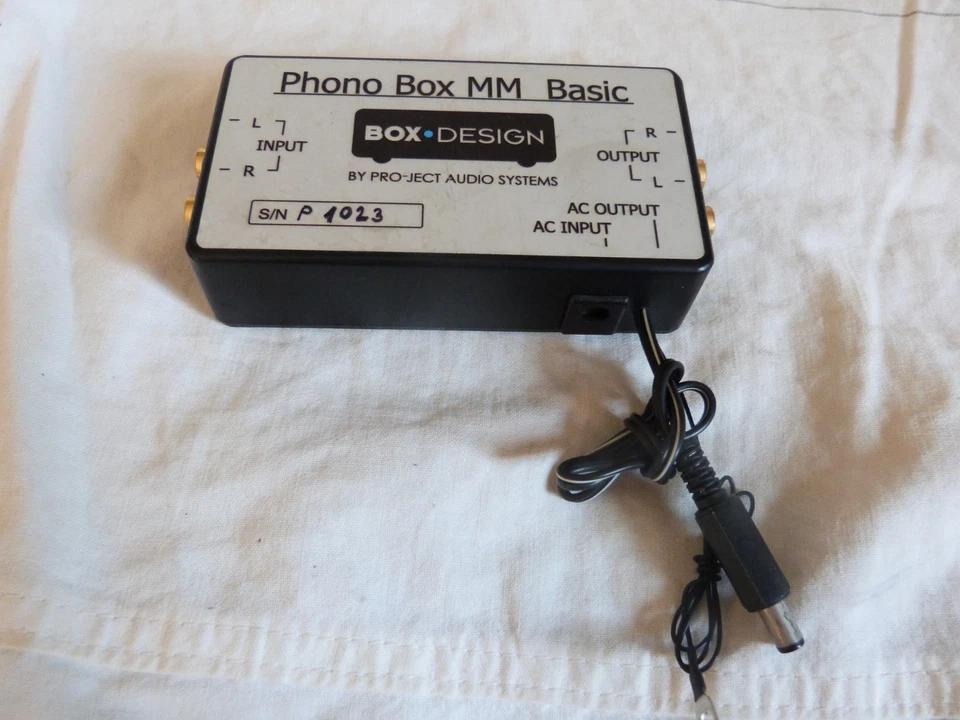 Phono Box MM Basic
L
INPUT
R
BOX•DESIGN
BY PRO-JECT AUDIO SYSTEMS
R
OUTPUT
L
S/N P 1023
AC OUTPUT
AC INPUT